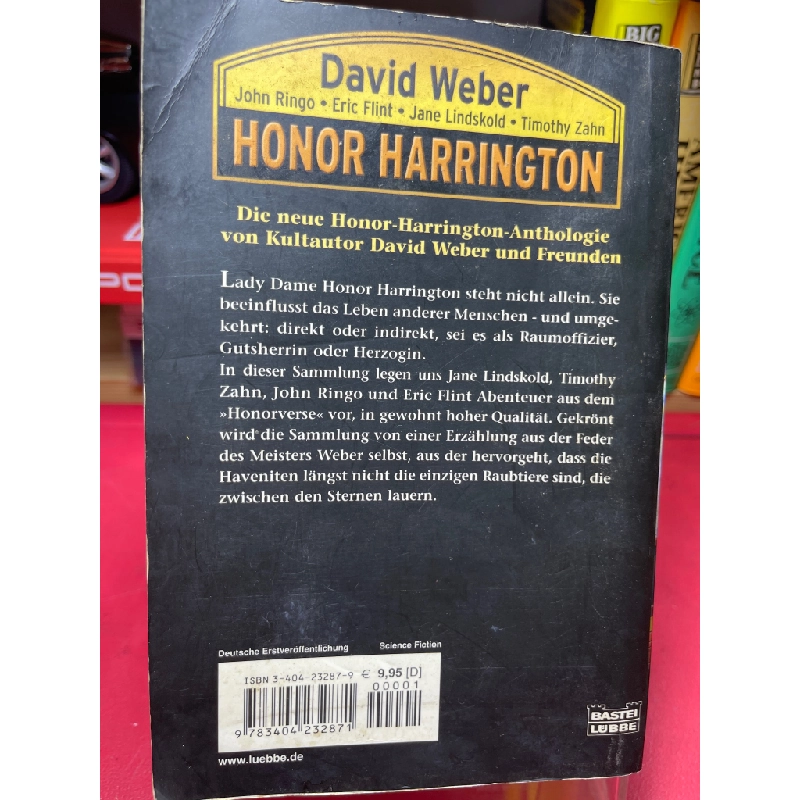 BIG
David Weber
John Ringo • Eric Flint • Jane Lindskold • Timothy Zahn
HONOR HARRINGTON
Die neue Honor-Harrington-Anthologie
von Kultautor David Weber und Freunden
Lady Dame Honor Harrington steht nicht allein. Sie
beeinflusst das Leben anderer Menschen - und umge-
kehrt: direkt oder indirekt, sei es als Raumoffizier,
Gutsherrin oder Herzogin.
In dieser Sammlung legen uns Jane Lindskold, Timothy
Zahn, John Ringo und Eric Flint Abenteuer aus dem
»Honorverse« vor, in gewohnt hoher Qualität. Gekrönt
wird die Sammlung von einer Erzählung aus der Feder
des Meisters Weber selbst, aus der hervorgeht, dass die
Haveniten längst nicht die einzigen Raubtiere sind, die
zwischen den Sternen lauern.
Deutsche Erstveröffentlichung Science Fiction
ISBN 3-404-23287-9 € 9,95 [D]
00001
9 783404 232871
BASTEI
LÜBBE
www.luebbe.de